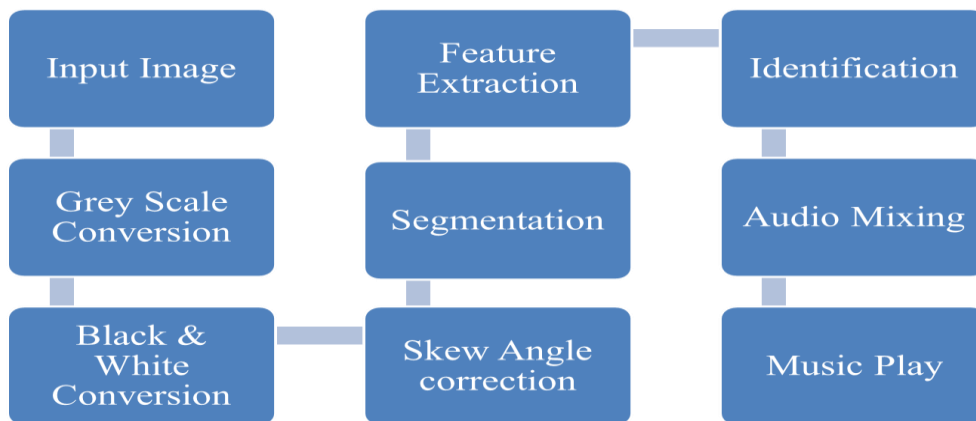 Input Image
Grey Scale
Conversion
Black &
White
Conversion
Skew Angle
correction
Segmentation
Feature
Extraction
Identification
Audio Mixing
Music Play